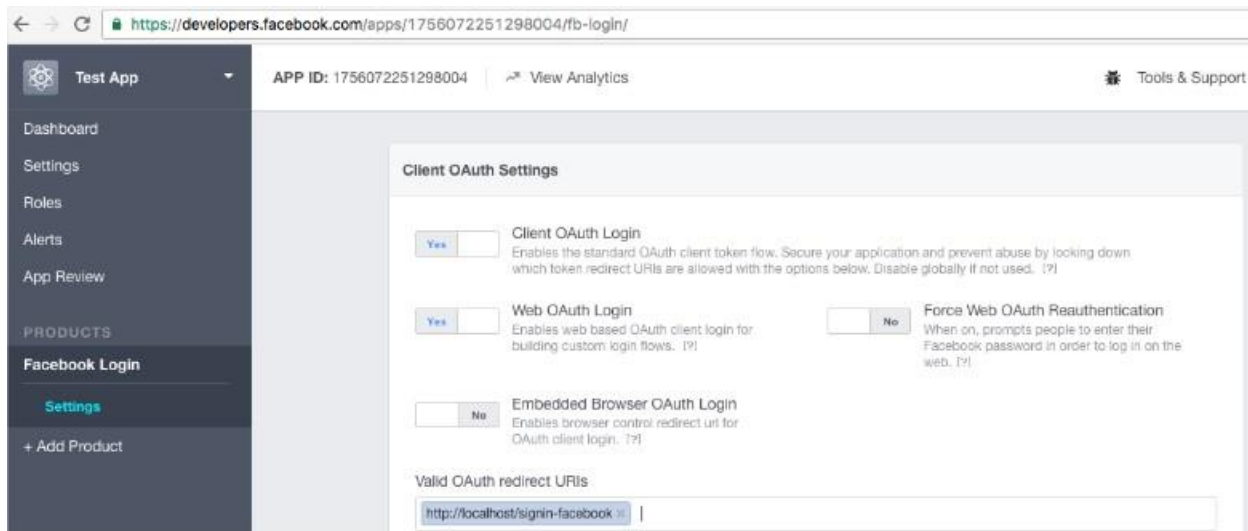 https://developers.facebook.com/apps/1756072251298004/fb-login/
Test App
APP ID: 1756072251298004
View Analytics
Tools & Support
Dashboard
Settings
Roles
Alerts
App Review
PRODUCTS
Facebook Login
Settings
+ Add Product
Client OAuth Settings
Yes
Client OAuth Login
Enables the standard OAuth client token flow. Secure your application and prevent abuse by locking down
which token redirect URIs are allowed with the options below. Disable globally if not used. [?]
Yes
Web OAuth Login
Enables web based OAuth client login for
building custom login flows. [?]
No
Force Web OAuth Reauthentication
When on, prompts people to enter their
Facebook password in order to log in on the
web. [?]
No
Embedded Browser OAuth Login
Enables browser control redirect uri for
OAuth client login. [?]
Valid OAuth redirect URIs
http://localhost/signin-facebook ×